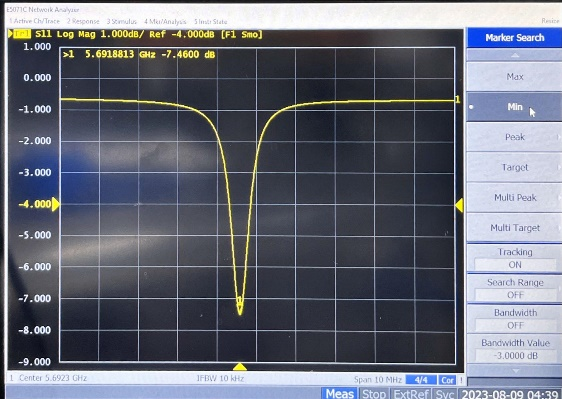 E5071C Network Analyzer
1 Active Ch/Trace 2 Response 3 Stimulus 4 Mkr/Analysis 5 Instr State
Resize
Tr1 S11 Log Mag 1.000dB/ Ref -4.000dB [F1 Smo]
Marker Search
1.000
>1 5.6918813 GHz -7.4600 dB
0.000
Max
-1.000
1
Min
-2.000
Peak
-3.000
Target
-4.000
Multi Peak
-5.000
Multi Target
-6.000
Tracking
ON
-7.000
1
Search Range
OFF
-8.000
Bandwidth
OFF
-9.000
Bandwidth Value
-3.0000 dB
1 Center 5.6923 GHz IFBW 10 kHz Span 10 MHz 4/4 Cor
Meas Stop ExtRef Svc 2023-08-09 04:39